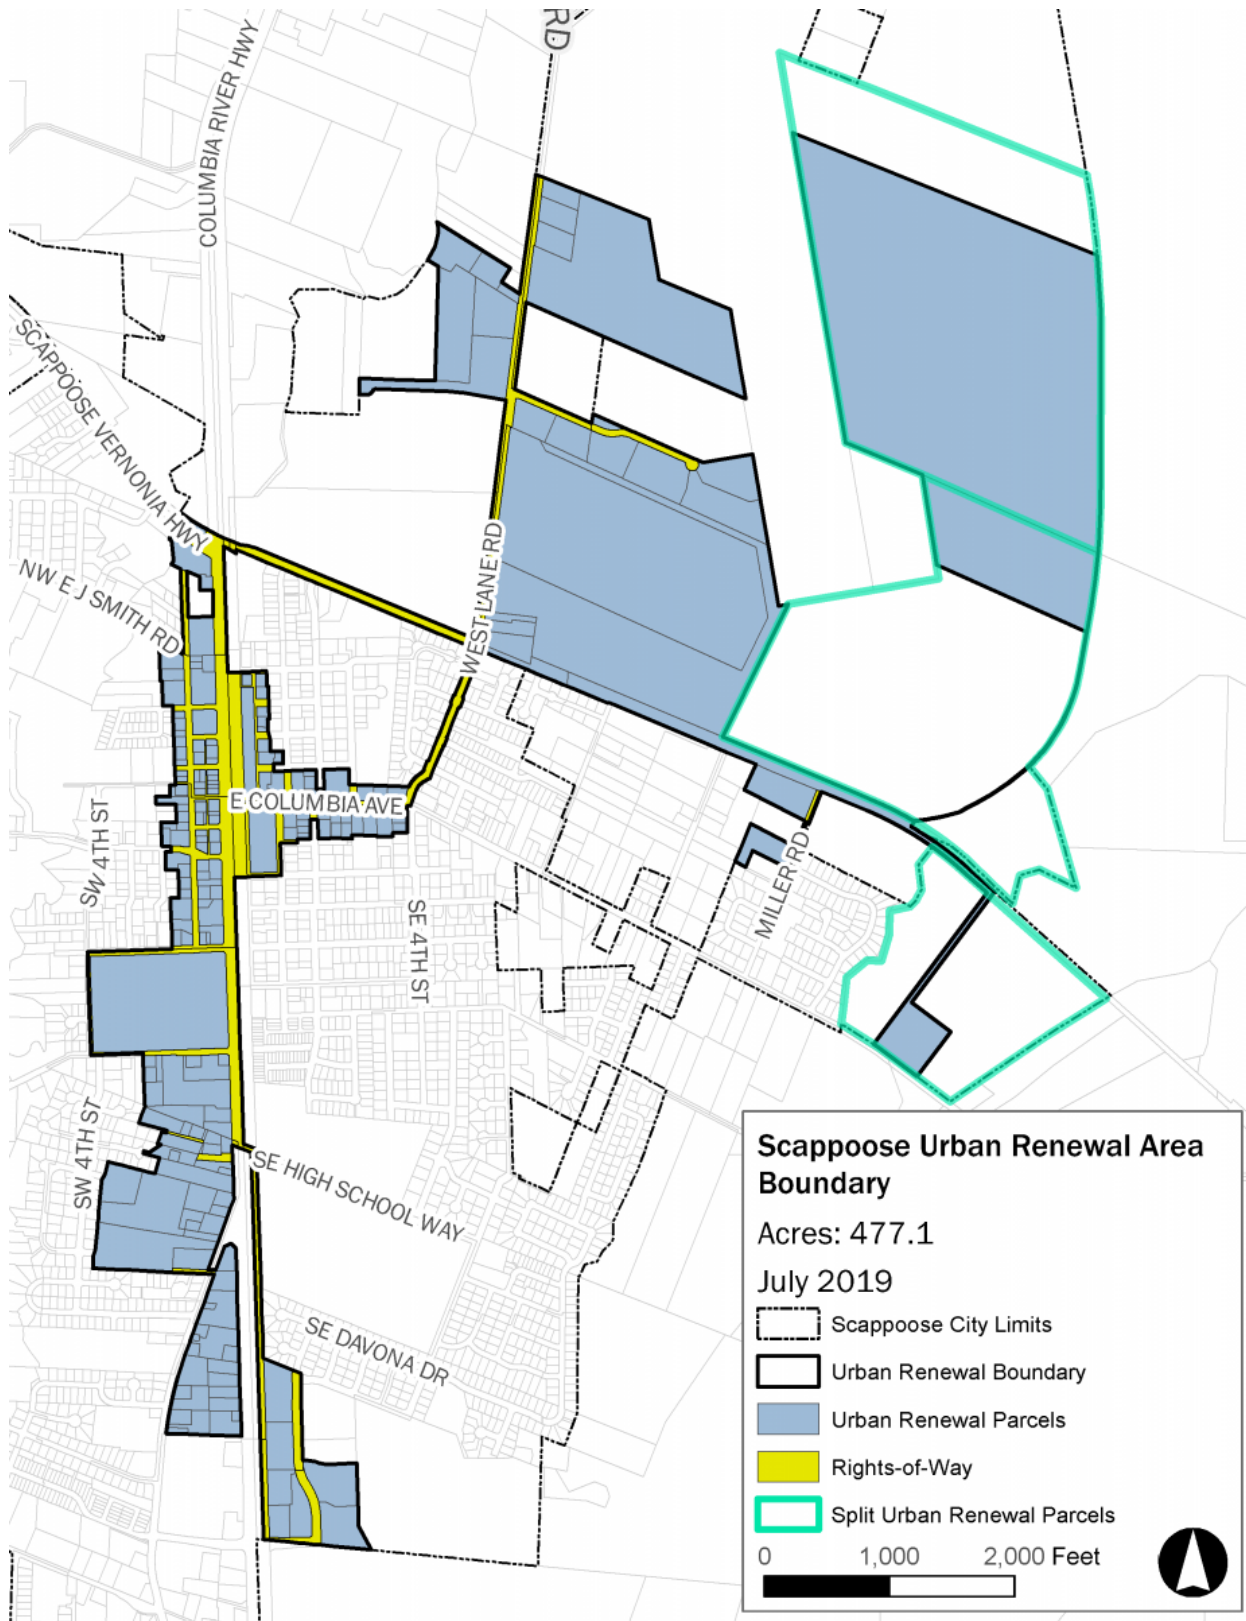 RD
COLUMBIA RIVER HWY
SCAPPOOSE VERNONIA HWY
NW E J SMITH RD
WEST LANE RD
E COLUMBIA AVE
SW 4TH ST
MILLER RD
SE 4TH ST
SW 4TH ST
SE HIGH SCHOOL WAY
SE DAVONA DR
Scappoose Urban Renewal Area
Boundary
Acres: 477.1
July 2019
Scappoose City Limits
Urban Renewal Boundary
Urban Renewal Parcels
Rights-of-Way
Split Urban Renewal Parcels
0 1,000 2,000 Feet